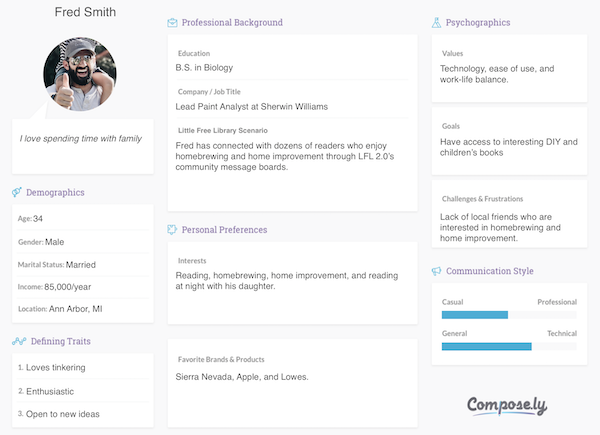 Fred Smith
I love spending time with family
Demographics
Age: 34
Gender: Male
Marital Status: Married
Income: 85,000/year
Location: Ann Arbor, MI
Defining Traits
1. Loves tinkering
2. Enthusiastic
3. Open to new ideas
Professional Background
Education
B.S. in Biology
Company / Job Title
Lead Paint Analyst at Sherwin Williams
Little Free Library Scenario
Fred has connected with dozens of readers who enjoy
homebrewing and home improvement through LFL 2.0's
community message boards.
Personal Preferences
Interests
Reading, homebrewing, home improvement, and reading
at night with his daughter.
Favorite Brands & Products
Sierra Nevada, Apple, and Lowes.
Psychographics
Values
Technology, ease of use, and
work-life balance.
Goals
Have access to interesting DIY and
children's books
Challenges & Frustrations
Lack of local friends who are
interested in homebrewing and
home improvement.
Communication Style
Casual Professional
General Technical
Compose.ly